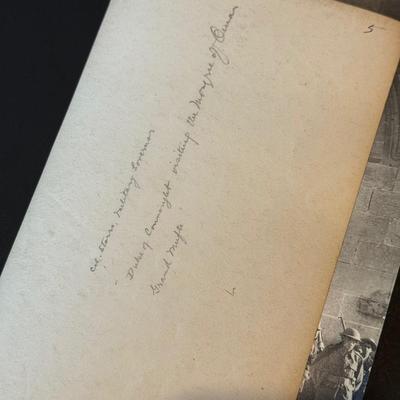 5
Col. Storrs, Military Governor
Duke of Connaught visiting the Mosque of Omar
Grand Mufti
L